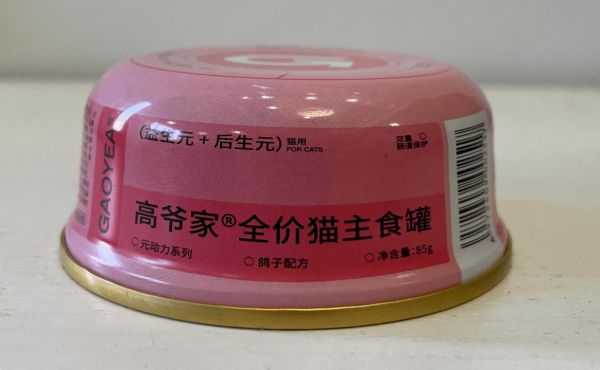 GAOYEA®
(益生元 + 后生元) 猫用
FOR CATS
双重
肠道保护
高爷家®全价猫主食罐
○元动力系列
○鸽子配方
○净含量:85g